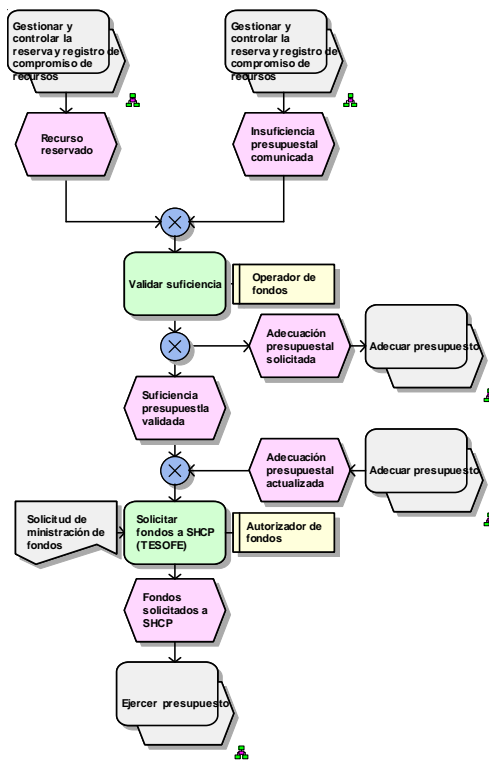 Gestionar y
controlar la
reserva y registro de
compromiso de
recursos
Gestionar y
controlar la
reserva y registro de
compromiso de
recursos
Recurso
reservado
Insuficiencia
presupuestal
comunicada
Validar suficiencia
Operador de
fondos
Adecuación
presupuestal
solicitada
Adecuar presupuesto
Suficiencia
presupuestla
validada
Adecuación
presupuestal
actualizada
Adecuar presupuesto
Solicitud de
ministración de
fondos
Solicitar
fondos a SHCP
(TESOFE)
Autorizador de
fondos
Fondos
solicitados a
SHCP
Ejercer presupuesto